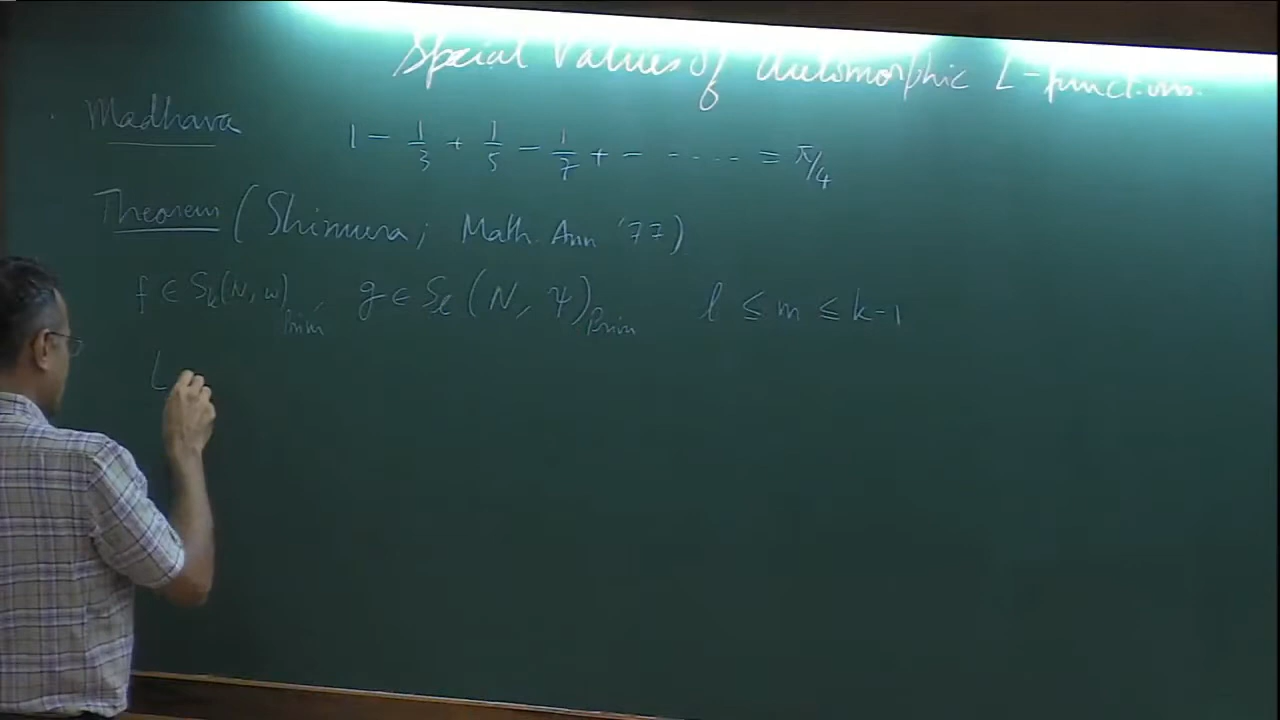 Special Values of Automorphic L-functions.
Madhava 1 - 1/3 + 1/5 - 1/7 + - ..... = π/4
Theorem (Shimura; Math. Ann '77)
f ∈ S_k(N, ω)_Prim, g ∈ S_l(N, ψ)_Prim l ≤ m ≤ k-1
L